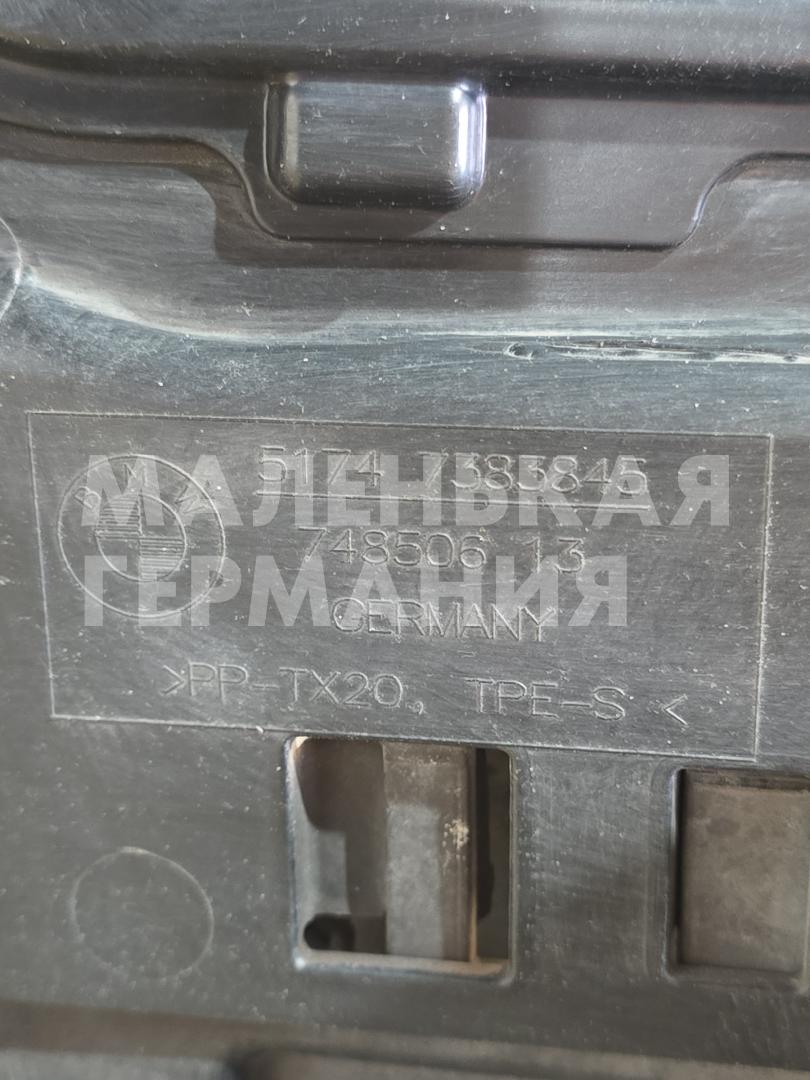 BMW
5174 7383845
748506 13
GERMANY
>PP-TX20, TPE-S<
МАЛЕНЬКАЯ
ГЕРМАНИЯ